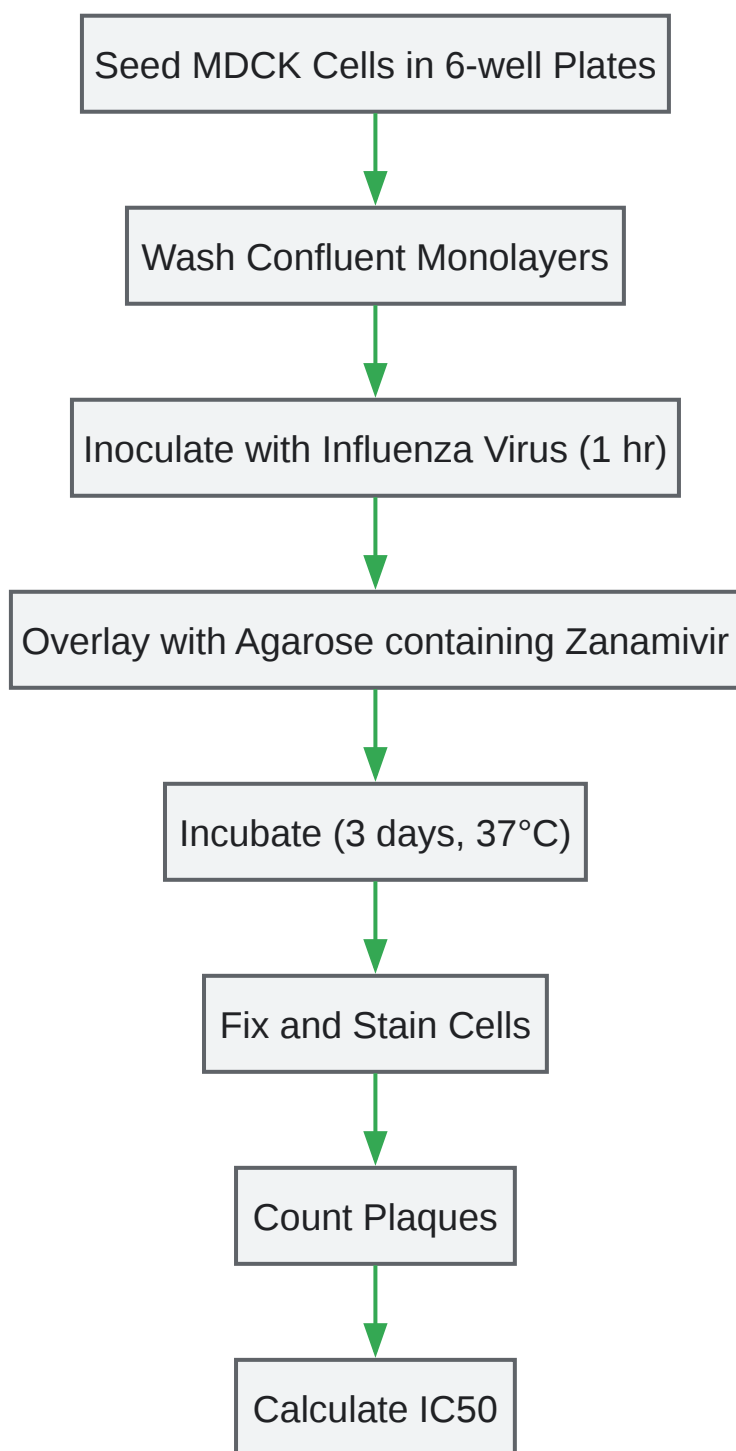 Seed MDCK Cells in 6-well Plates
Wash Confluent Monolayers
Inoculate with Influenza Virus (1 hr)
Overlay with Agarose containing Zanamivir
Incubate (3 days, 37°C)
Fix and Stain Cells
Count Plaques
Calculate IC50